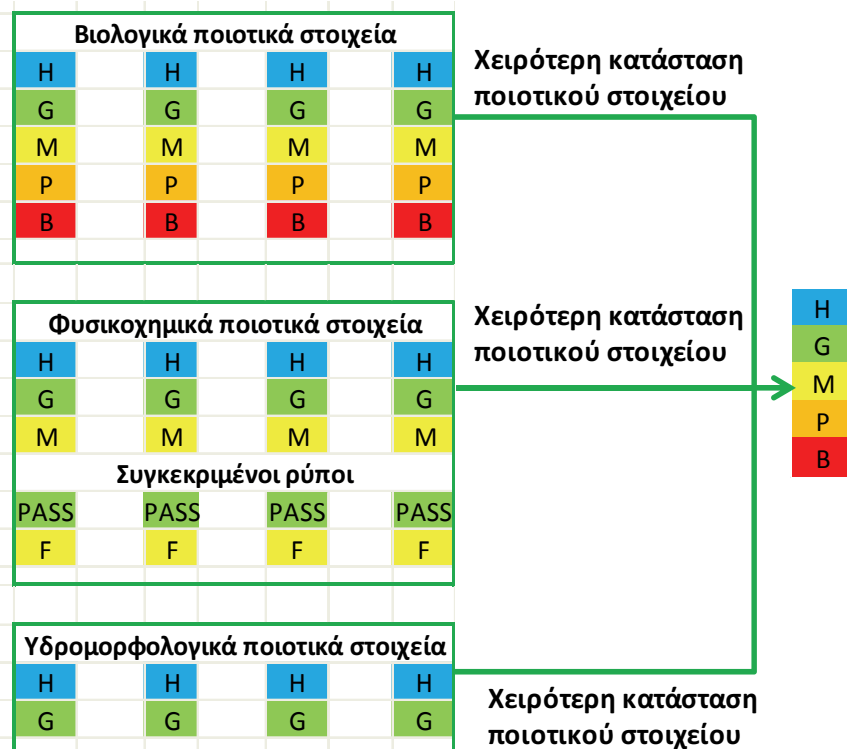 Βιολογικά ποιοτικά στοιχεία
H H H H
G G G G
M M M M
P P P P
B B B B
Χειρότερη κατάσταση
ποιοτικού στοιχείου
Φυσικοχημικά ποιοτικά στοιχεία
H H H H
G G G G
M M M M
Συγκεκριμένοι ρύποι
PASS PASS PASS PASS
F F F F
Χειρότερη κατάσταση
ποιοτικού στοιχείου
Υδρομορφολογικά ποιοτικά στοιχεία
H H H H
G G G G
Χειρότερη κατάσταση
ποιοτικού στοιχείου
H
G
M
P
B